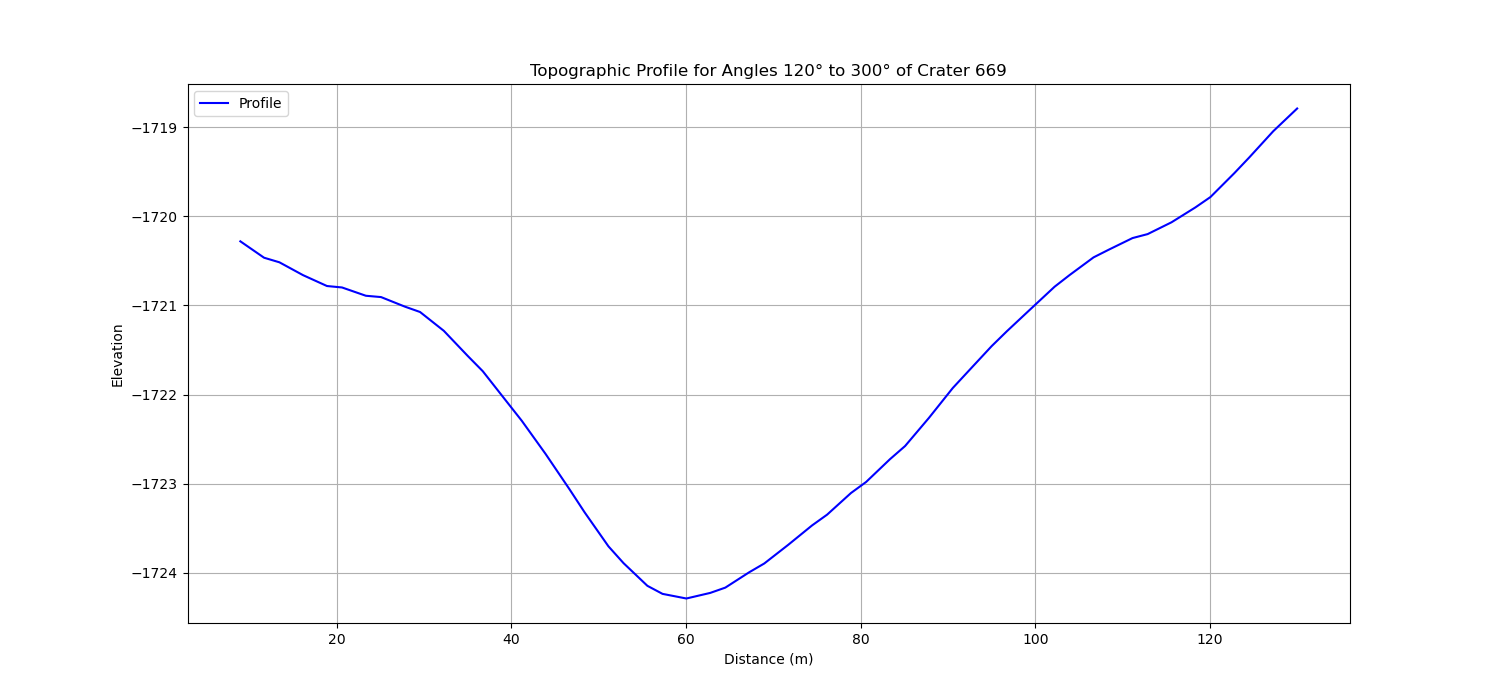 Topographic Profile for Angles 120° to 300° of Crater 669
Profile
−1719
−1720
−1721
−1722
−1723
−1724
Elevation
20 40 60 80 100 120
Distance (m)